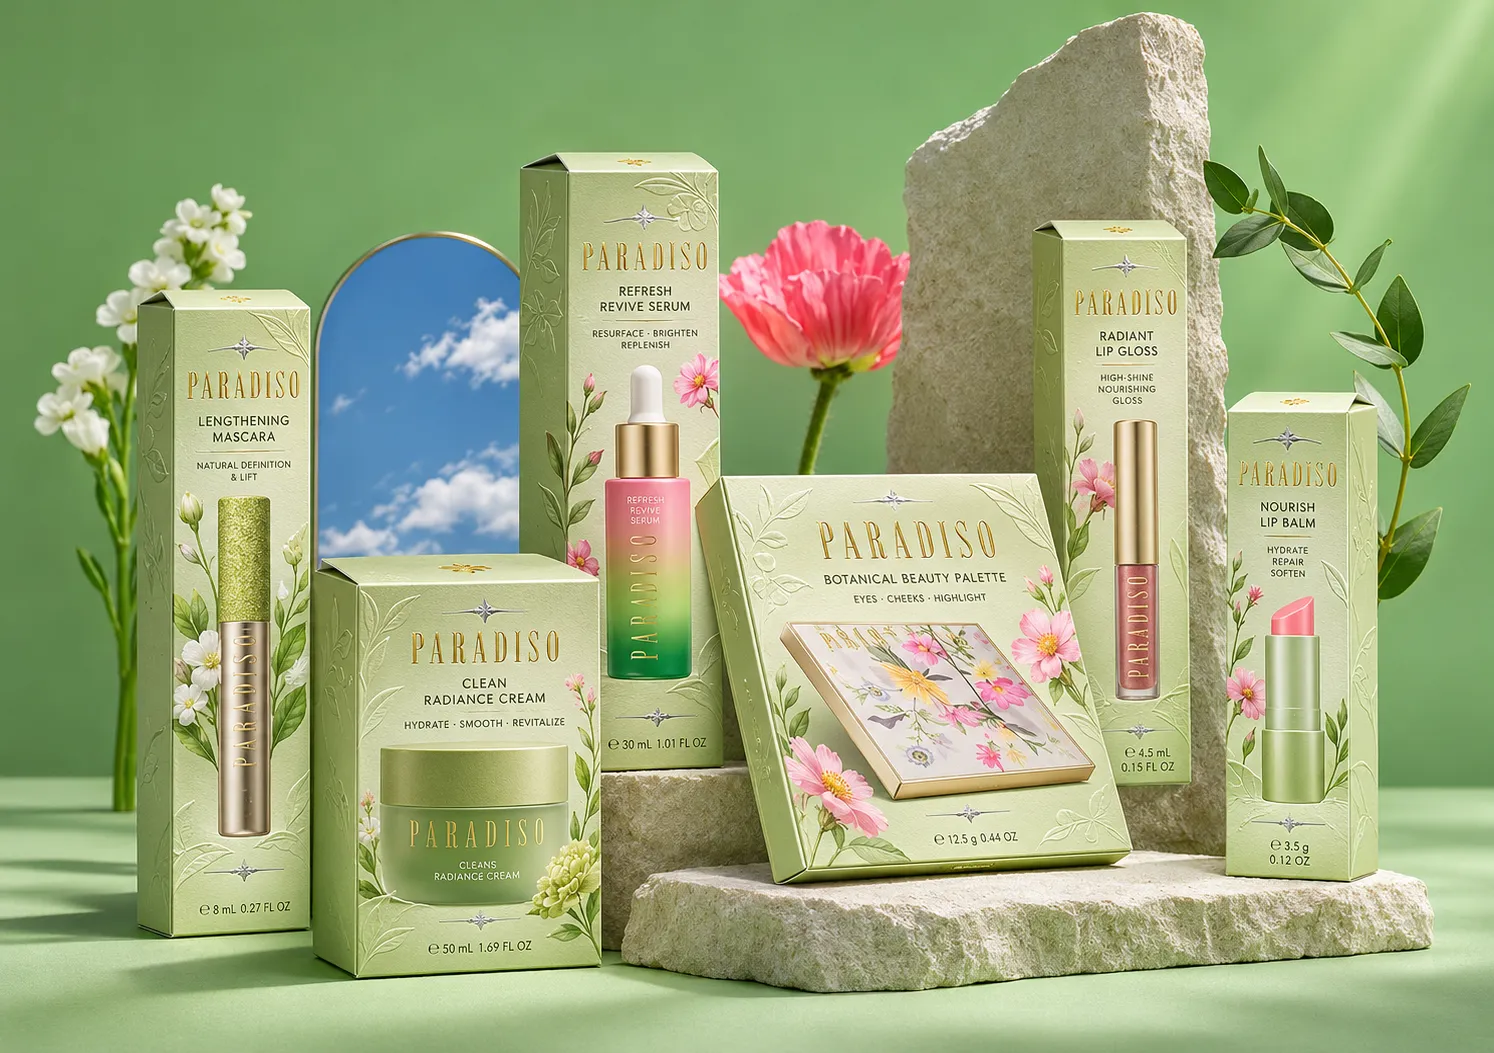 PARADISO
LENGTHENING
MASCARA
NATURAL DEFINITION
& LIFT
PARADISO
℮ 8 mL 0.27 FL OZ
PARADISO
CLEAN
RADIANCE CREAM
HYDRATE · SMOOTH · REVITALIZE
PARADISO
CLEANS
RADIANCE CREAM
℮ 50 mL 1.69 FL OZ
PARADISO
REFRESH
REVIVE SERUM
RESURFACE · BRIGHTEN
REPLENISH
REFRESH
REVIVE
SERUM
PARADISO
℮ 30 mL 1.01 FL OZ
PARADISO
BOTANICAL BEAUTY PALETTE
EYES · CHEEKS · HIGHLIGHT
℮ 12.5 g 0.44 OZ
PARADISO
RADIANT
LIP GLOSS
HIGH-SHINE
NOURISHING
GLOSS
PARADISO
℮ 4.5 mL
0.15 FL OZ
PARADISO
NOURISH
LIP BALM
HYDRATE
REPAIR
SOFTEN
℮ 3.5 g
0.12 OZ